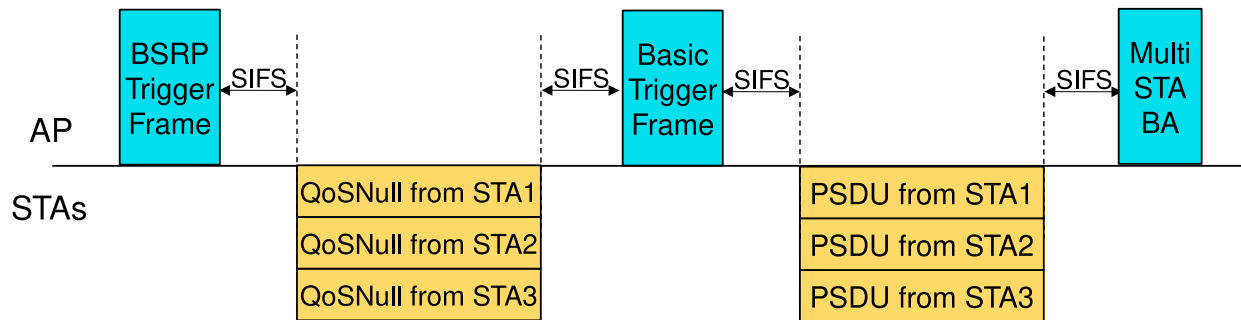 BSRP
Trigger
Frame
SIFS
SIFS
Basic
Trigger
Frame
SIFS
SIFS
Multi
STA
BA
AP
STAs
QoSNull from STA1
QoSNull from STA2
QoSNull from STA3
PSDU from STA1
PSDU from STA2
PSDU from STA3